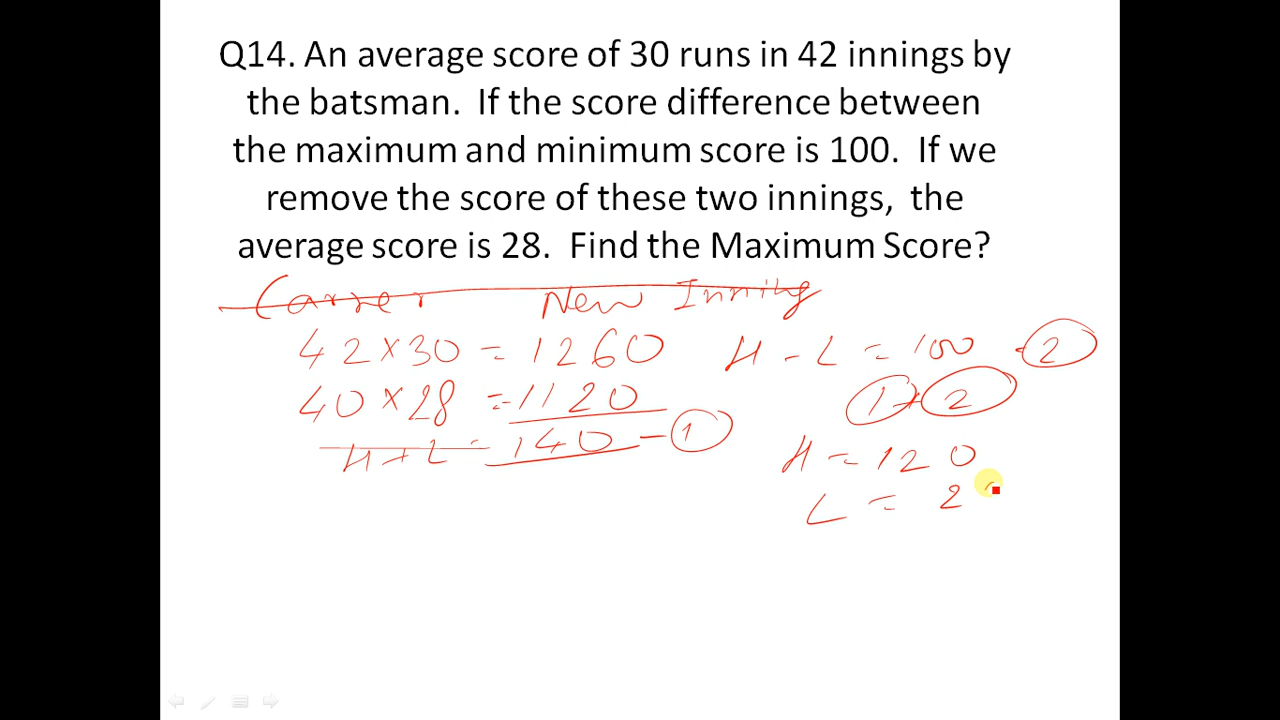 Q14. An average score of 30 runs in 42 innings by
the batsman. If the score difference between
the maximum and minimum score is 100. If we
remove the score of these two innings, the
average score is 28. Find the Maximum Score?
Carrer New Inning
42 × 30 = 1260 H - L = 100 - 2
40 × 28 = 1120 1 + 2
H + L = 140 - 1
H = 120
L = 2